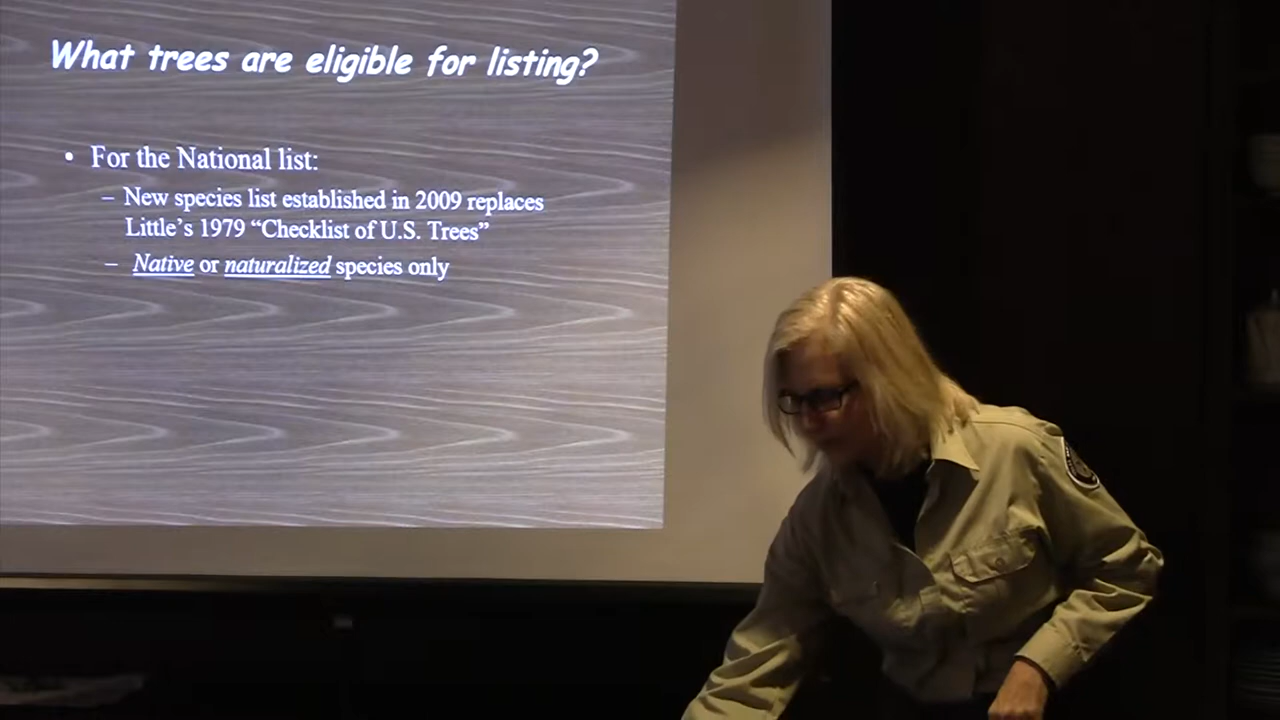 What trees are eligible for listing?
• For the National list:
– New species list established in 2009 replaces
Little's 1979 “Checklist of U.S. Trees”
– Native or naturalized species only